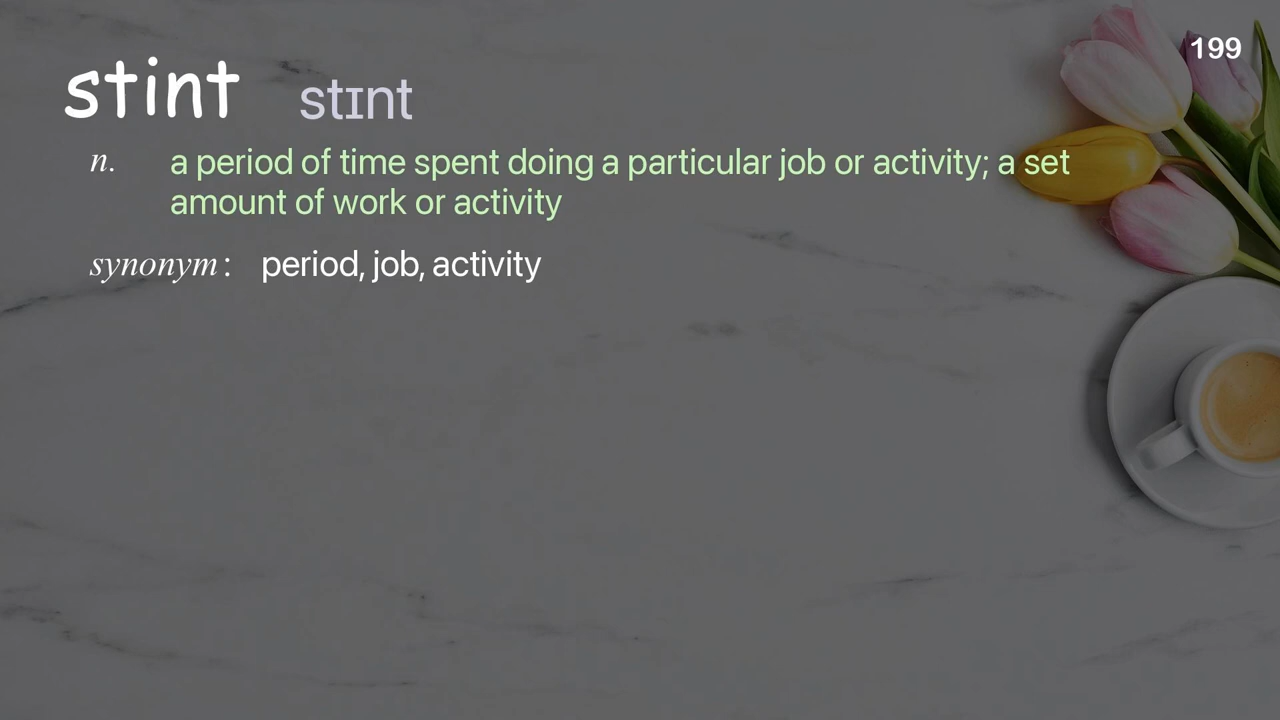 199
stint stɪnt
n. a period of time spent doing a particular job or activity; a set
amount of work or activity
synonym : period, job, activity